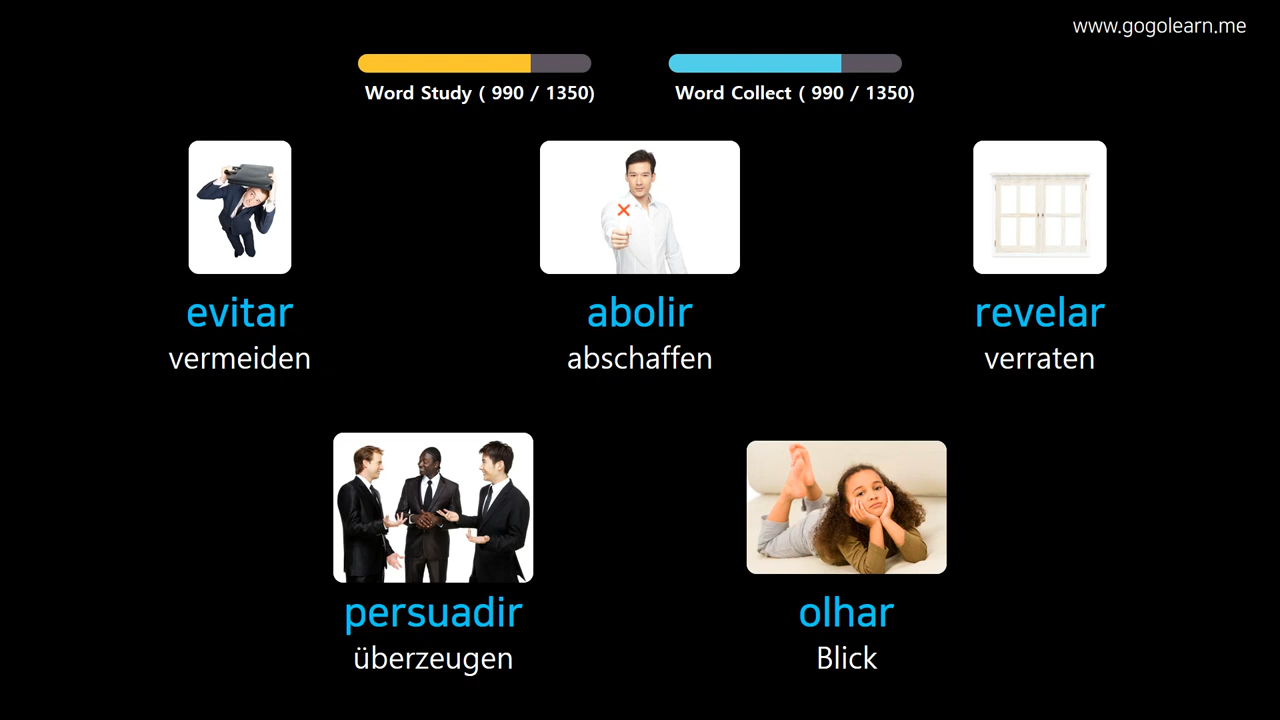 www.gogolearn.me
Word Study ( 990 / 1350)
Word Collect ( 990 / 1350)
evitar
vermeiden
abolir
abschaffen
revelar
verraten
persuadir
überzeugen
olhar
Blick